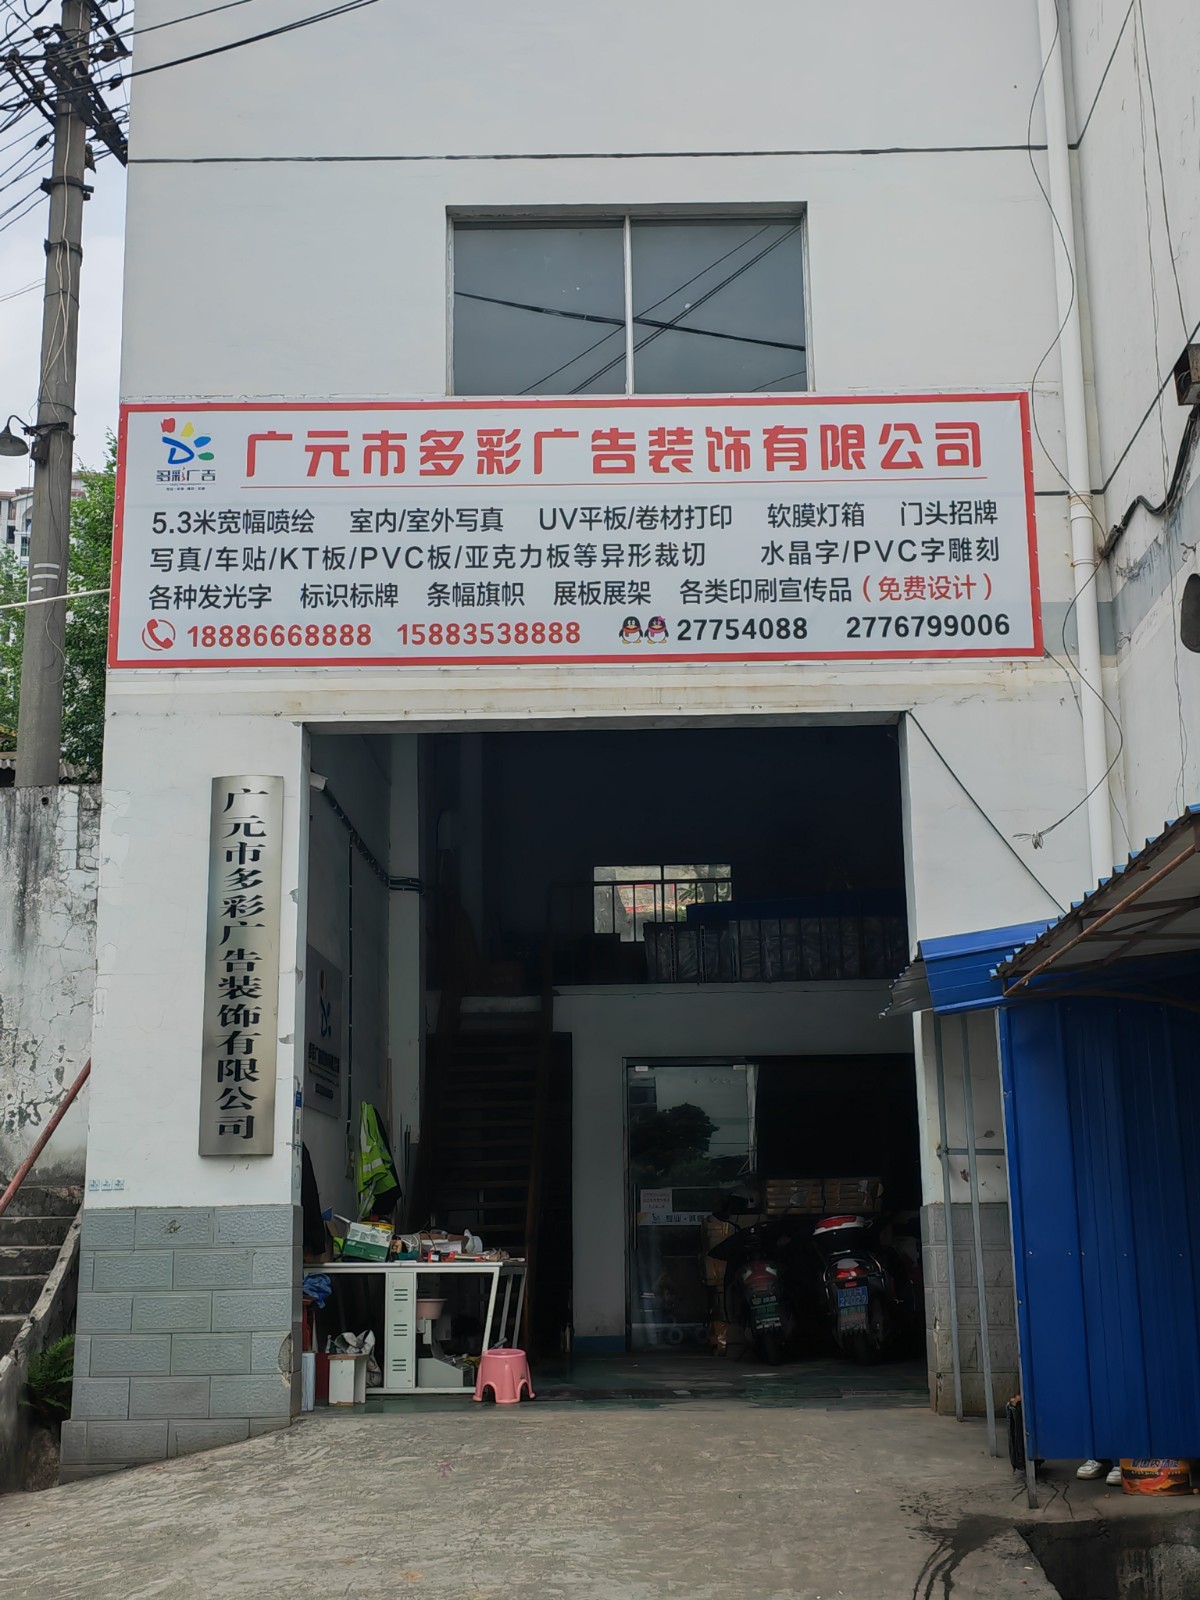 多彩广告
广元市多彩广告装饰有限公司
5.3米宽幅喷绘 室内/室外写真 UV平板/卷材打印 软膜灯箱 门头招牌
写真/车贴/KT板/PVC板/亚克力板等异形裁切 水晶字/PVC字雕刻
各种发光字 标识标牌 条幅旗帜 展板展架 各类印刷宣传品（免费设计）
18886668888 15883538888 27754088 2776799006
广元市多彩广告装饰有限公司